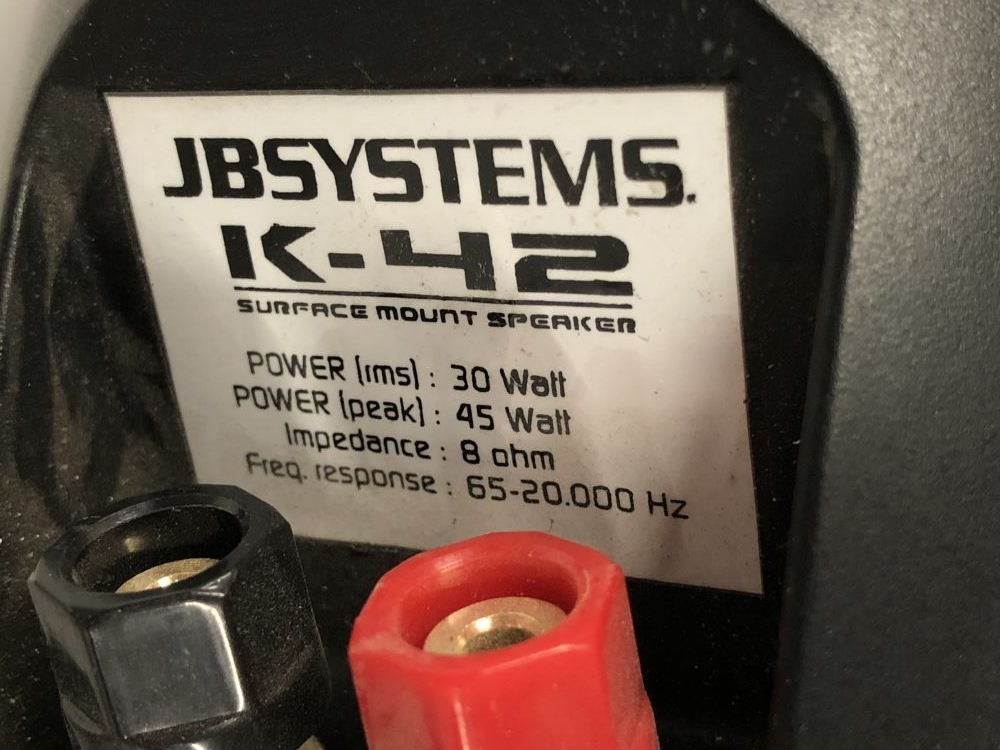 JBSYSTEMS.
K-42
SURFACE MOUNT SPEAKER
POWER (rms) : 30 Watt
POWER (peak) : 45 Watt
Impedance : 8 ohm
Freq. response : 65-20.000 Hz